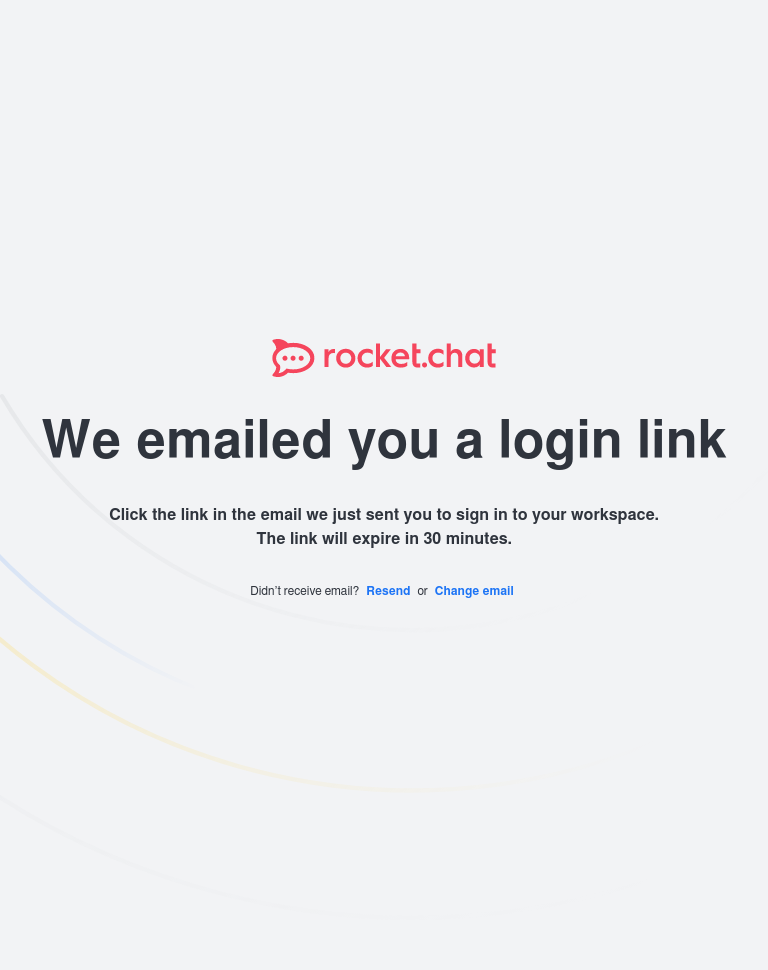 rocket.chat
We emailed you a login link
Click the link in the email we just sent you to sign in to your workspace.
The link will expire in 30 minutes.
Didn't receive email? Resend or Change email